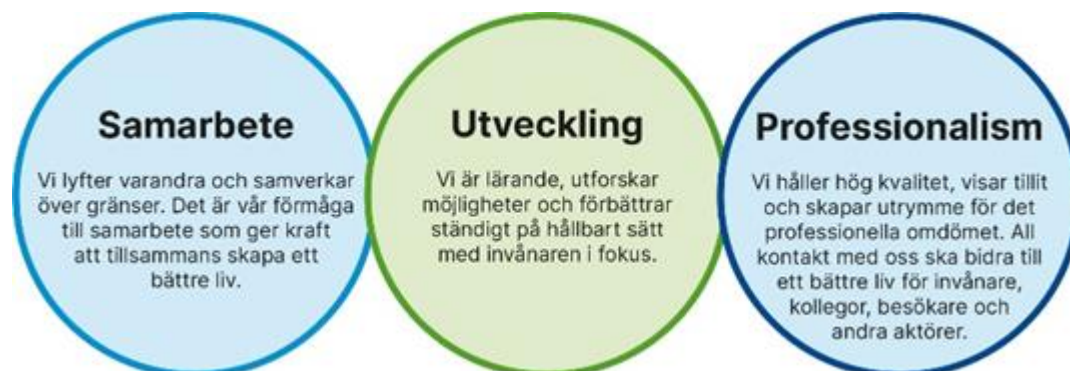 Samarbete
Vi lyfter varandra och samverkar
över gränser. Det är vår förmåga
till samarbete som ger kraft
att tillsammans skapa ett
bättre liv.
Utveckling
Vi är lärande, utforskar
möjligheter och förbättrar
ständigt på hållbart sätt
med invånaren i fokus.
Professionalism
Vi håller hög kvalitet, visar tillit
och skapar utrymme för det
professionella omdömet. All
kontakt med oss ska bidra till
ett bättre liv för invånare,
kollegor, besökare och
andra aktörer.